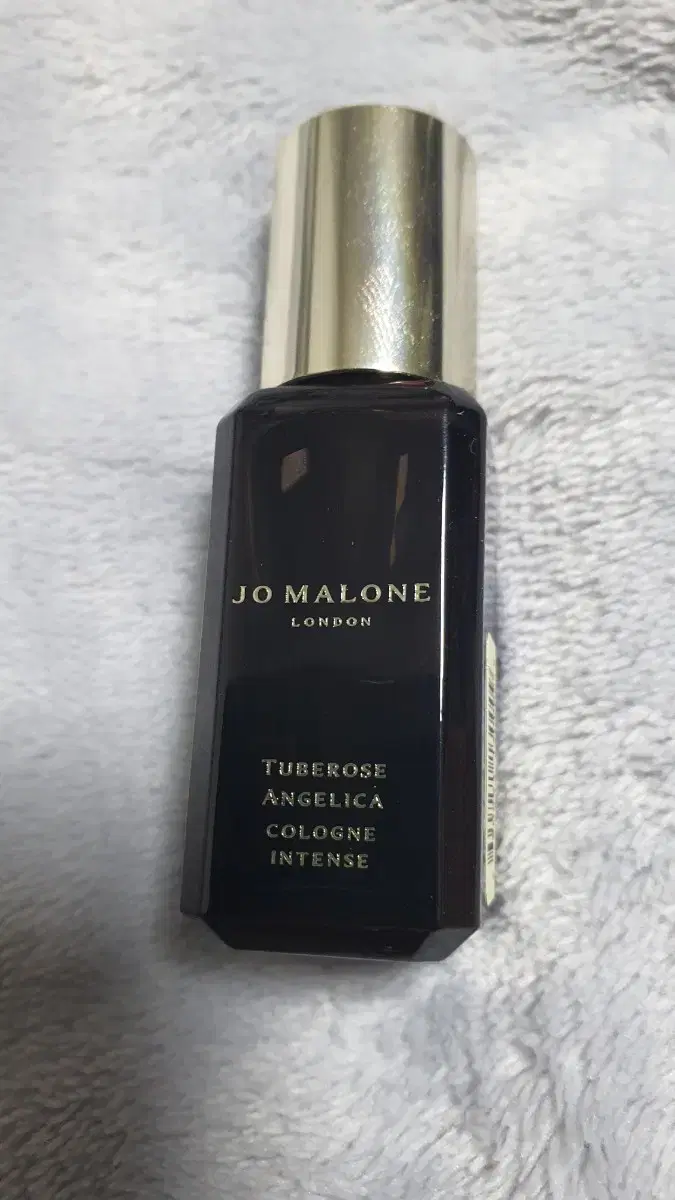 JO MALONE
LONDON
TUBEROSE
ANGELICA
COLOGNE
INTENSE